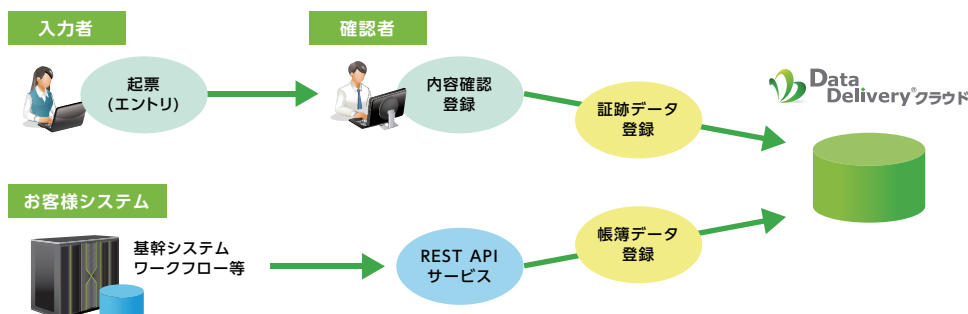 入力者
起票
(エントリ)
確認者
内容確認
登録
証跡データ
登録
Data
Delivery®クラウド
お客様システム
基幹システム
ワークフロー等
REST API
サービス
帳簿データ
登録